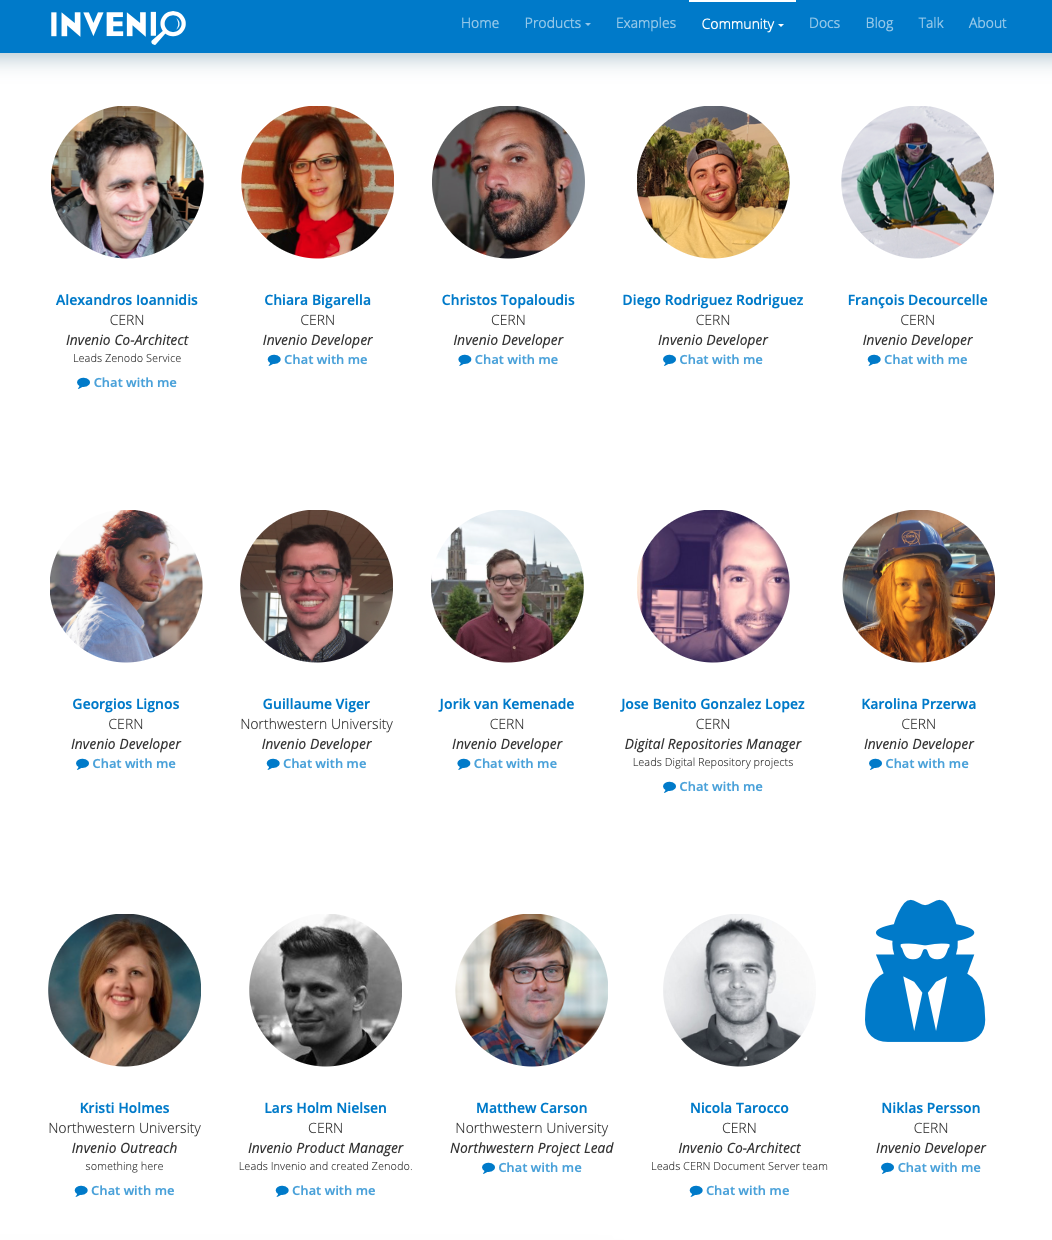 INVENIO
Home Products Examples Community Docs Blog Talk About
Alexandros Ioannidis
CERN
Invenio Co-Architect
Leads Zenodo Service
Chat with me
Chiara Bigarella
CERN
Invenio Developer
Chat with me
Christos Topaloudis
CERN
Invenio Developer
Chat with me
Diego Rodriguez Rodriguez
CERN
Invenio Developer
Chat with me
François Decourcelle
CERN
Invenio Developer
Chat with me
Georgios Lignos
CERN
Invenio Developer
Chat with me
Guillaume Viger
Northwestern University
Invenio Developer
Chat with me
Jorik van Kemenade
CERN
Invenio Developer
Chat with me
Jose Benito Gonzalez Lopez
CERN
Digital Repositories Manager
Leads Digital Repository projects
Chat with me
Karolina Przerwa
CERN
Invenio Developer
Chat with me
Kristi Holmes
Northwestern University
Invenio Outreach
something here
Chat with me
Lars Holm Nielsen
CERN
Invenio Product Manager
Leads Invenio and created Zenodo.
Chat with me
Matthew Carson
Northwestern University
Northwestern Project Lead
Chat with me
Nicola Tarocco
CERN
Invenio Co-Architect
Leads CERN Document Server team
Chat with me
Niklas Persson
CERN
Invenio Developer
Chat with me